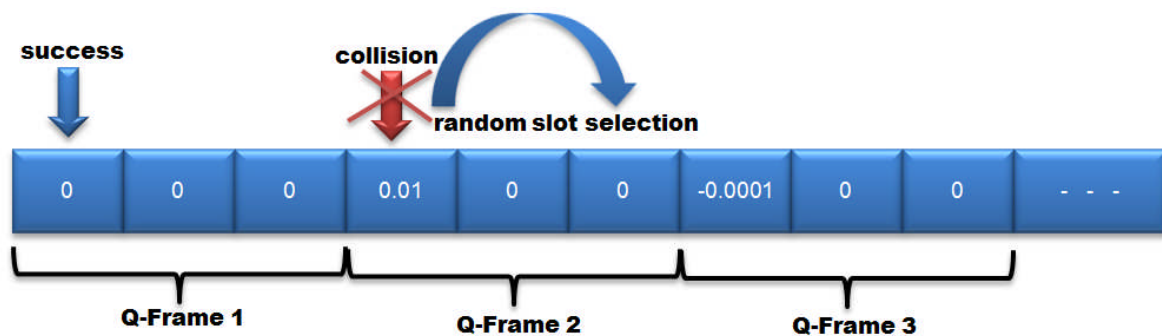 success
collision
random slot selection
0 0 0 0.01 0 0 -0.0001 0 0 - - -
Q-Frame 1
Q-Frame 2
Q-Frame 3